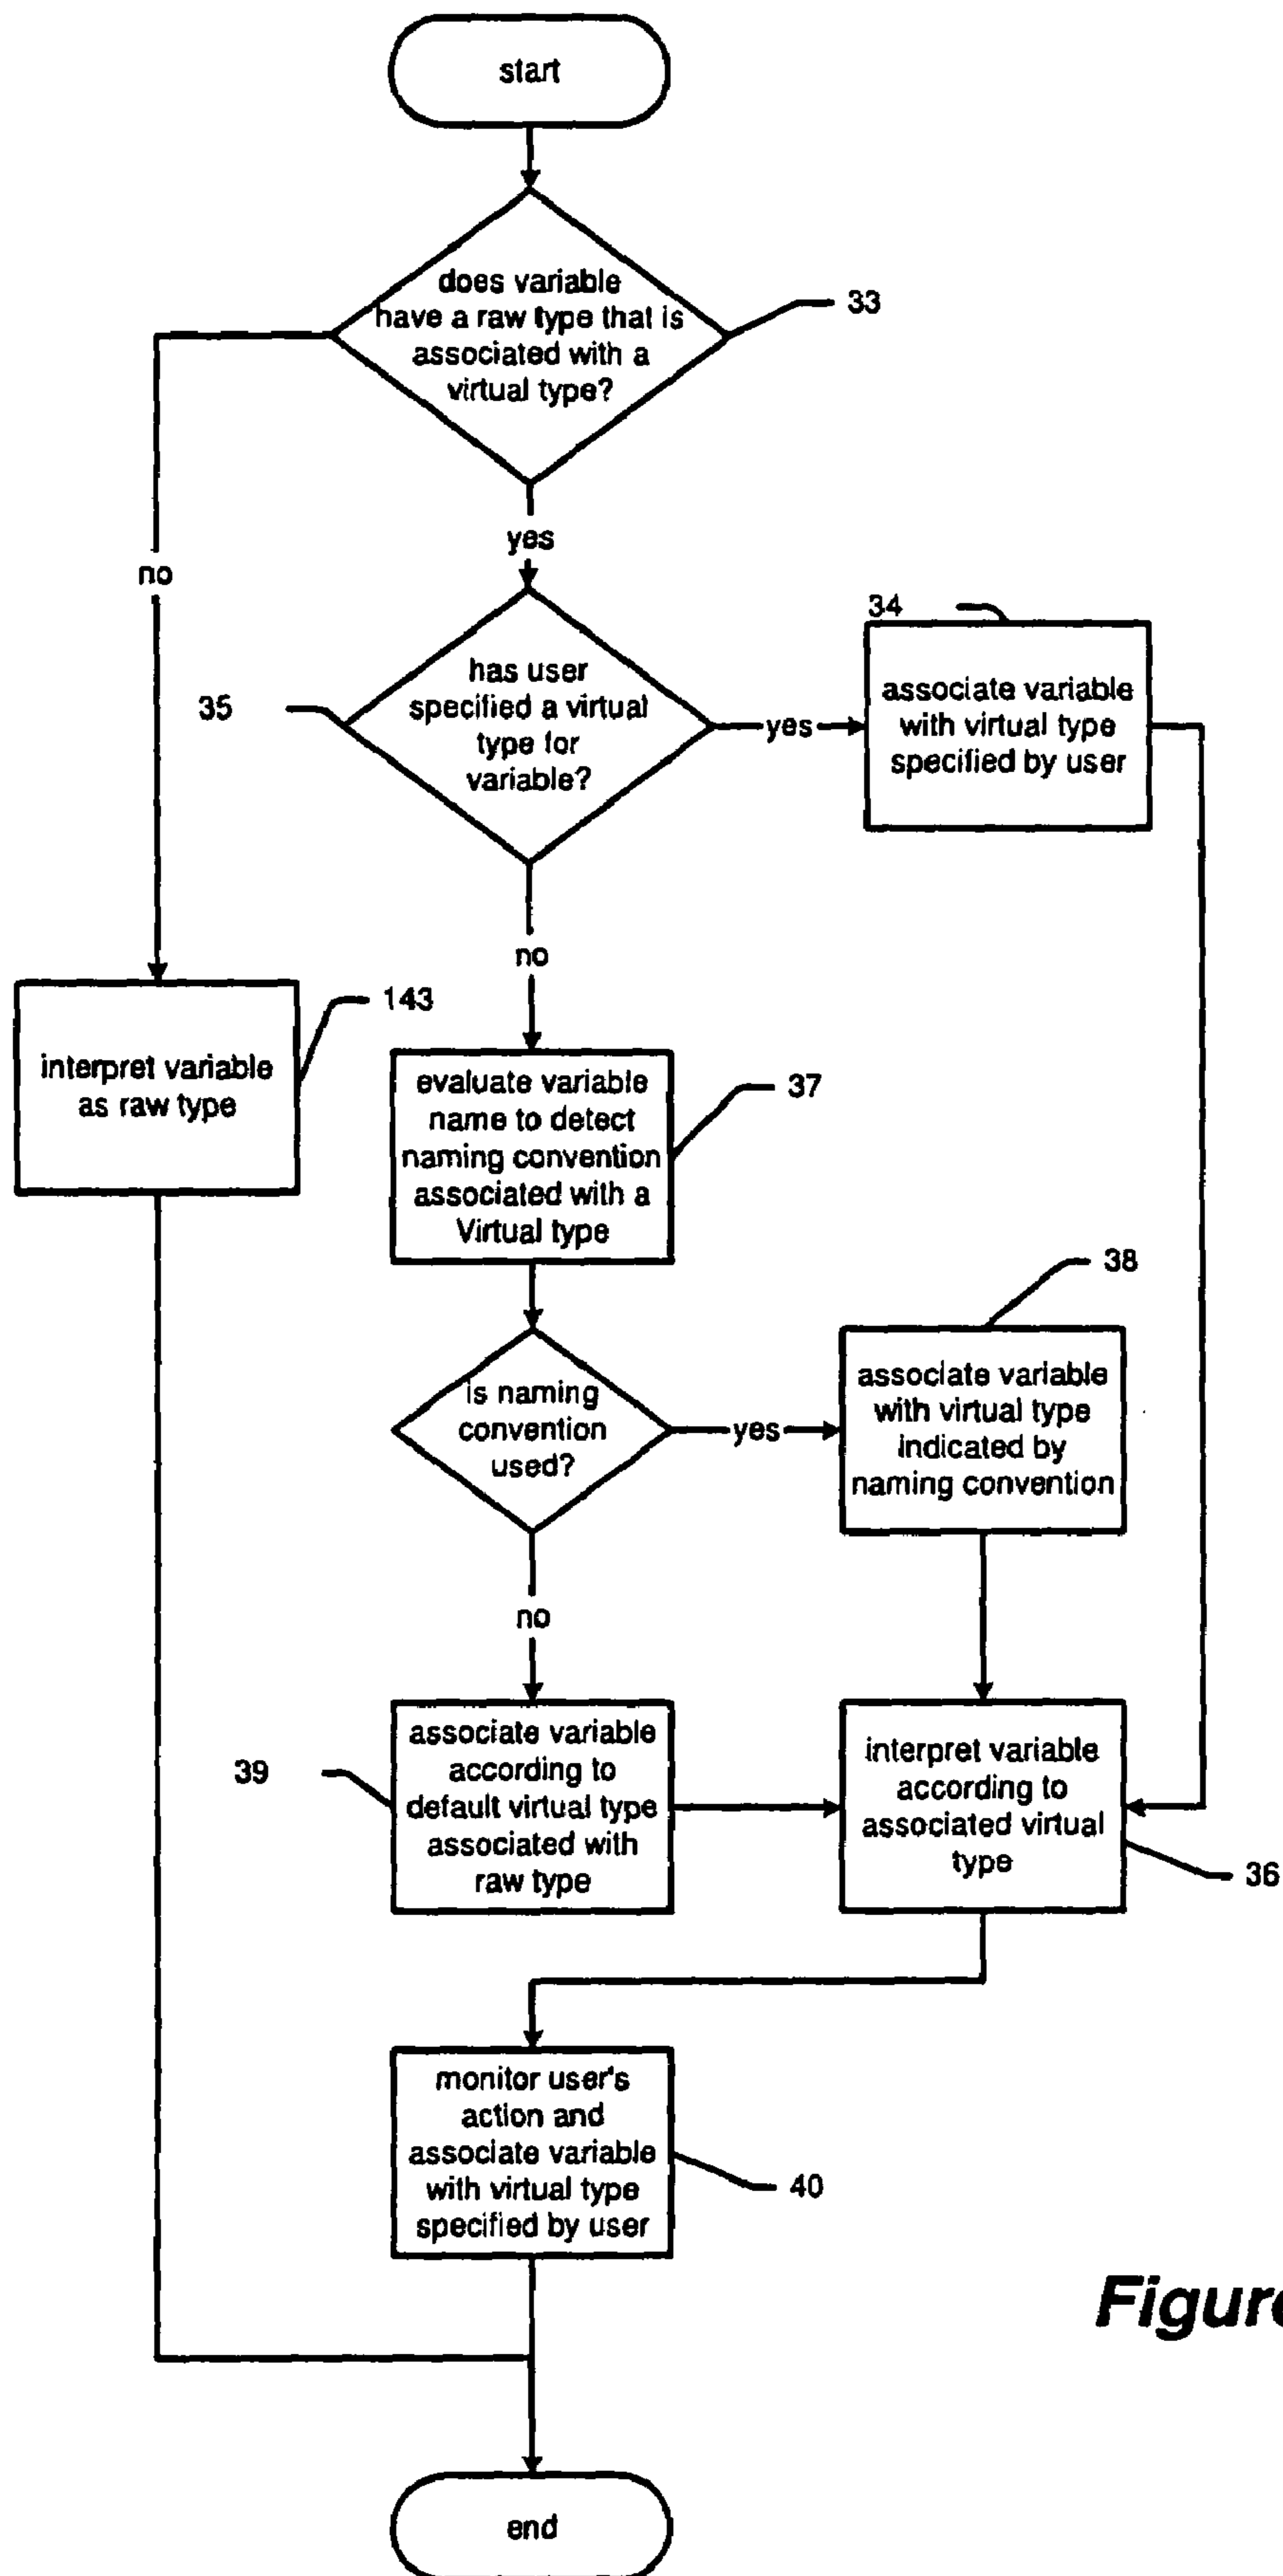 start
does variable
have a raw type that is
associated with a
virtual type?
33
yes
no
has user
specified a virtual
type for
variable?
35
yes
34
associate variable
with virtual type
specified by user
no
interpret variable
as raw type
143
evaluate variable
name to detect
naming convention
associated with a
Virtual type
37
is naming
convention
used?
yes
38
associate variable
with virtual type
indicated by
naming convention
no
associate variable
according to
default virtual type
associated with
raw type
39
interpret variable
according to
associated virtual
type
36
monitor user's
action and
associate variable
with virtual type
specified by user
40
Figure
end